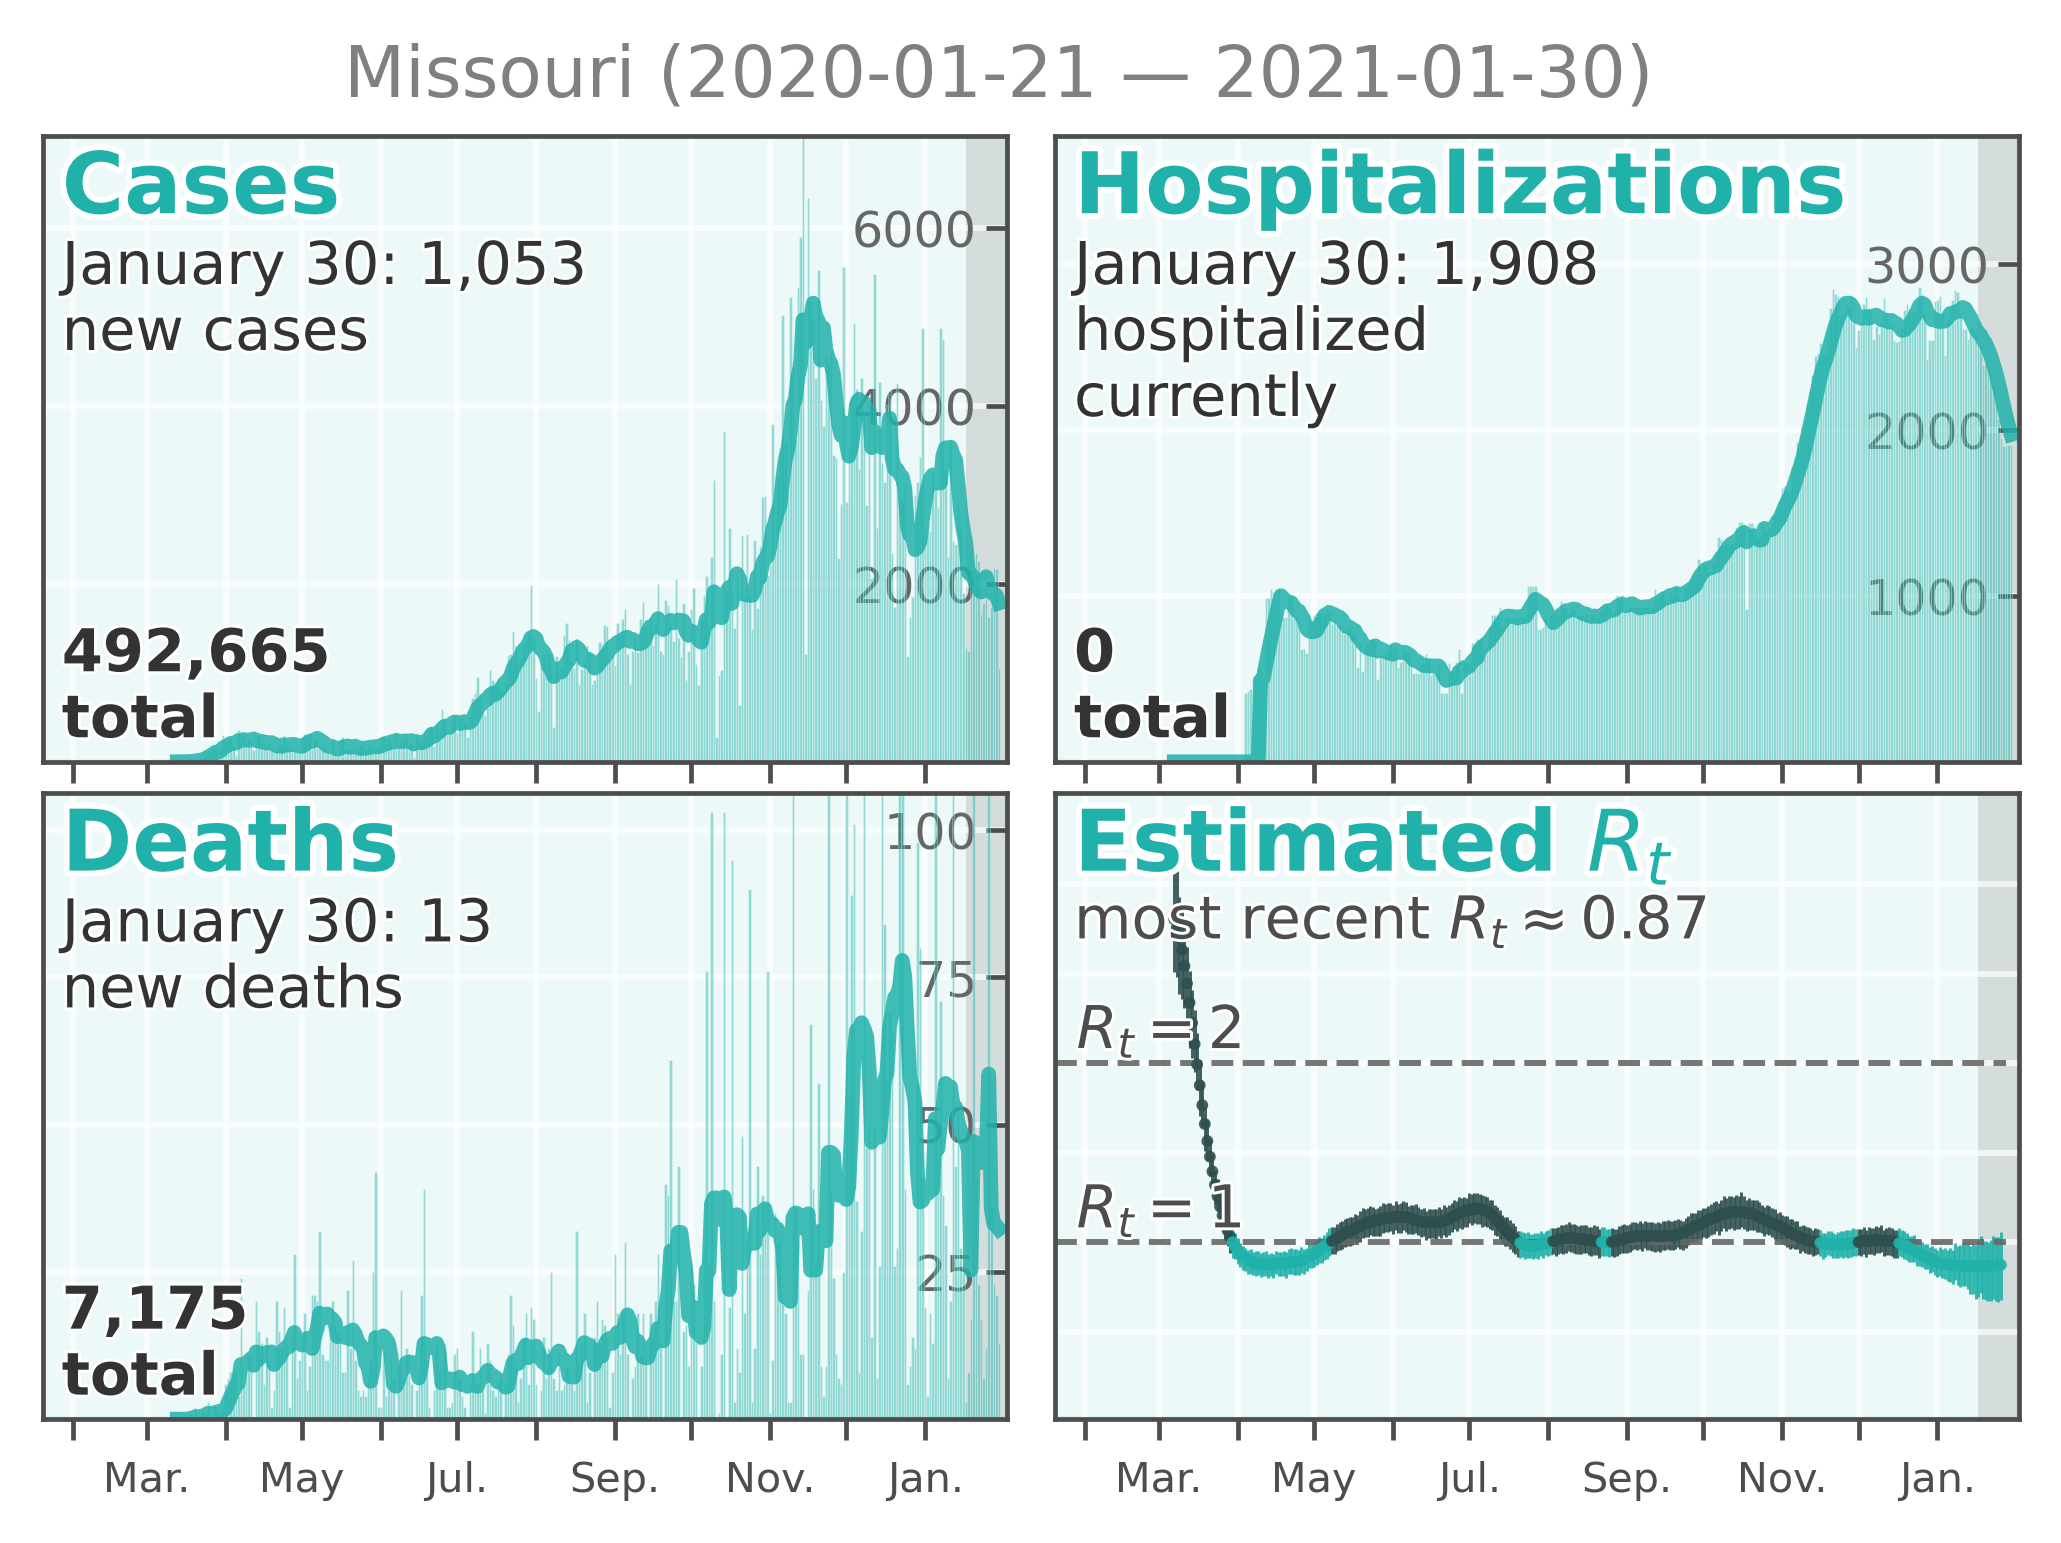 Missouri (2020-01-21 — 2021-01-30)
Cases
January 30: 1,053
new cases
492,665
total
6000
4000
2000
Hospitalizations
January 30: 1,908
hospitalized
currently
0
total
3000
2000
1000
Deaths
January 30: 13
new deaths
7,175
total
100
75
50
25
Mar. May Jul. Sep. Nov. Jan.
Estimated Rₜ
most recent Rₜ ≈ 0.87
Rₜ = 2
Rₜ = 1
Mar. May Jul. Sep. Nov. Jan.